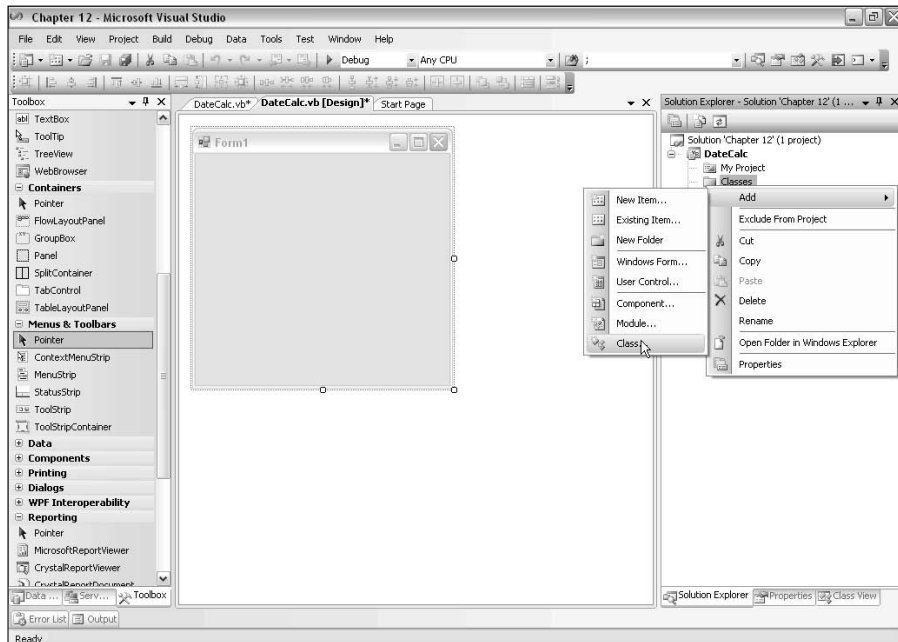 Chapter 12 - Microsoft Visual Studio
File Edit View Project Build Debug Data Tools Test Window Help
Debug Any CPU ;
Toolbox
DateCalc.vb* DateCalc.vb [Design]* Start Page
Solution Explorer - Solution 'Chapter 12' (1 ...
abl TextBox
ToolTip
TreeView
WebBrowser
Containers
Pointer
FlowLayoutPanel
GroupBox
Panel
SplitContainer
TabControl
TableLayoutPanel
Menus & Toolbars
Pointer
ContextMenuStrip
MenuStrip
StatusStrip
ToolStrip
ToolStripContainer
Data
Components
Printing
Dialogs
WPF Interoperability
Reporting
Pointer
MicrosoftReportViewer
CrystalReportViewer
CrystalReportDocument
Form1
Solution 'Chapter 12' (1 project)
DateCalc
My Project
Classes
New Item...
Existing Item...
New Folder
Windows Form...
User Control...
Component...
Module...
Class...
Add
Exclude From Project
Cut
Copy
Paste
Delete
Rename
Open Folder in Windows Explorer
Properties
Data ... Serv... Toolbox
Solution Explorer Properties Class View
Error List Output
Ready